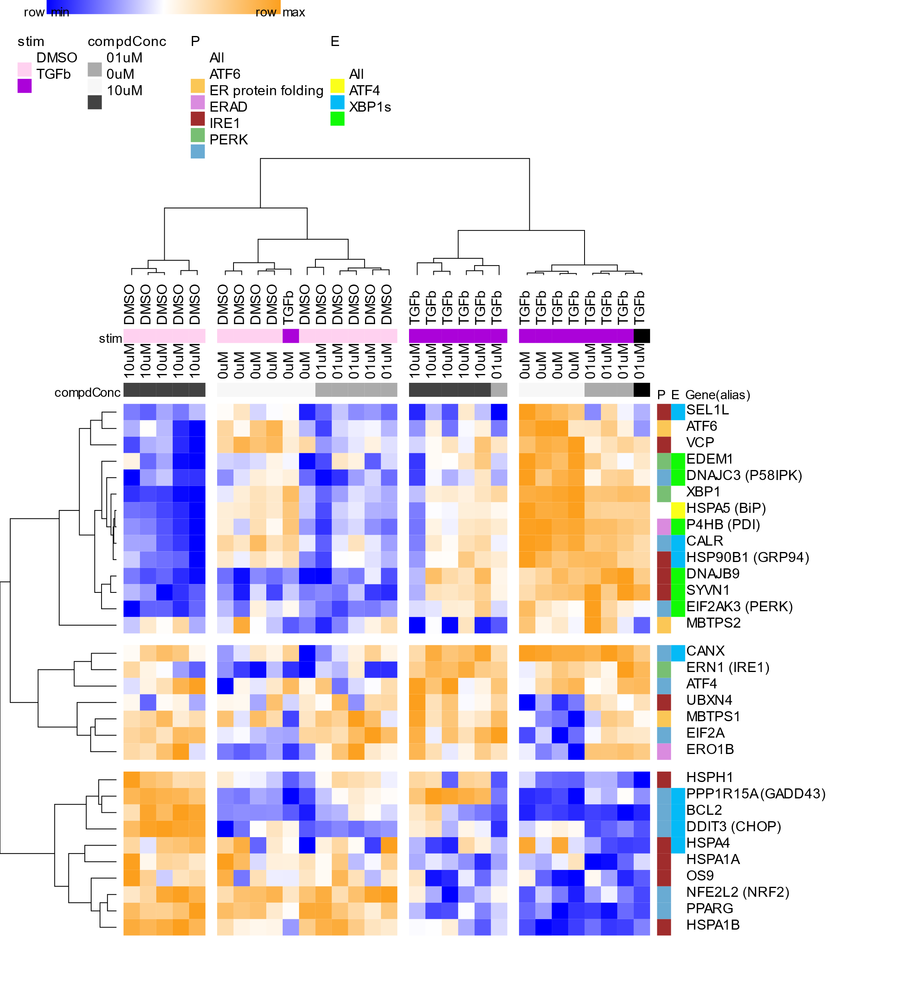 row min row max
stim compdConc P E
DMSO 01uM All
TGFb 0uM ATF6 All
10uM ER protein folding ATF4
ERAD XBP1s
IRE1
PERK
DMSO DMSO DMSO DMSO DMSO DMSO DMSO DMSO DMSO TGFb DMSO DMSO DMSO DMSO DMSO DMSO TGFb TGFb TGFb TGFb TGFb TGFb TGFb TGFb TGFb TGFb TGFb TGFb TGFb TGFb
stim
10uM 10uM 10uM 10uM 10uM 0uM 0uM 0uM 0uM 0uM 0uM 01uM 01uM 01uM 01uM 01uM 10uM 10uM 10uM 10uM 10uM 01uM 0uM 0uM 0uM 0uM 01uM 01uM 01uM 01uM
compdConc P E Gene(alias)
SEL1L
ATF6
VCP
EDEM1
DNAJC3 (P58IPK)
XBP1
HSPA5 (BiP)
P4HB (PDI)
CALR
HSP90B1 (GRP94)
DNAJB9
SYVN1
EIF2AK3 (PERK)
MBTPS2
CANX
ERN1 (IRE1)
ATF4
UBXN4
MBTPS1
EIF2A
ERO1B
HSPH1
PPP1R15A(GADD43)
BCL2
DDIT3 (CHOP)
HSPA4
HSPA1A
OS9
NFE2L2 (NRF2)
PPARG
HSPA1B